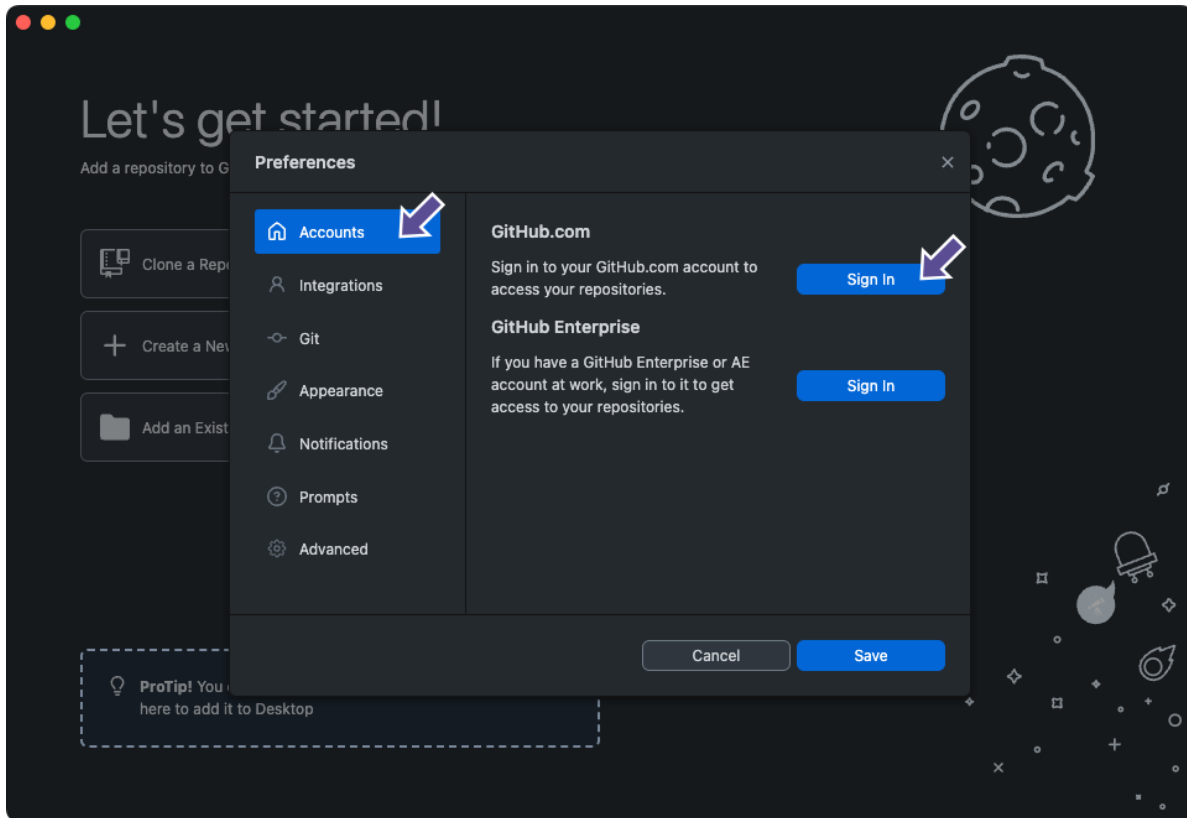 Let's get started!
Add a repository to G
Preferences
Accounts
Integrations
Git
Appearance
Notifications
Prompts
Advanced
GitHub.com
Sign in to your GitHub.com account to
access your repositories.
Sign In
GitHub Enterprise
If you have a GitHub Enterprise or AE
account at work, sign in to it to get
access to your repositories.
Sign In
Cancel
Save
Clone a Repo
Create a New
Add an Exist
ProTip! You
here to add it to Desktop